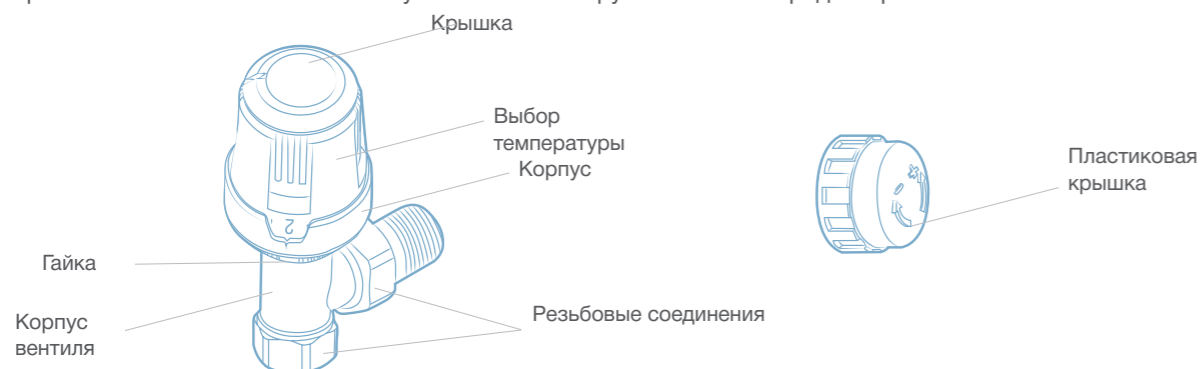 Крышка
Выбор
температуры
Корпус
Пластиковая
крышка
Гайка
Корпус
вентиля
Резьбовые соединения
2